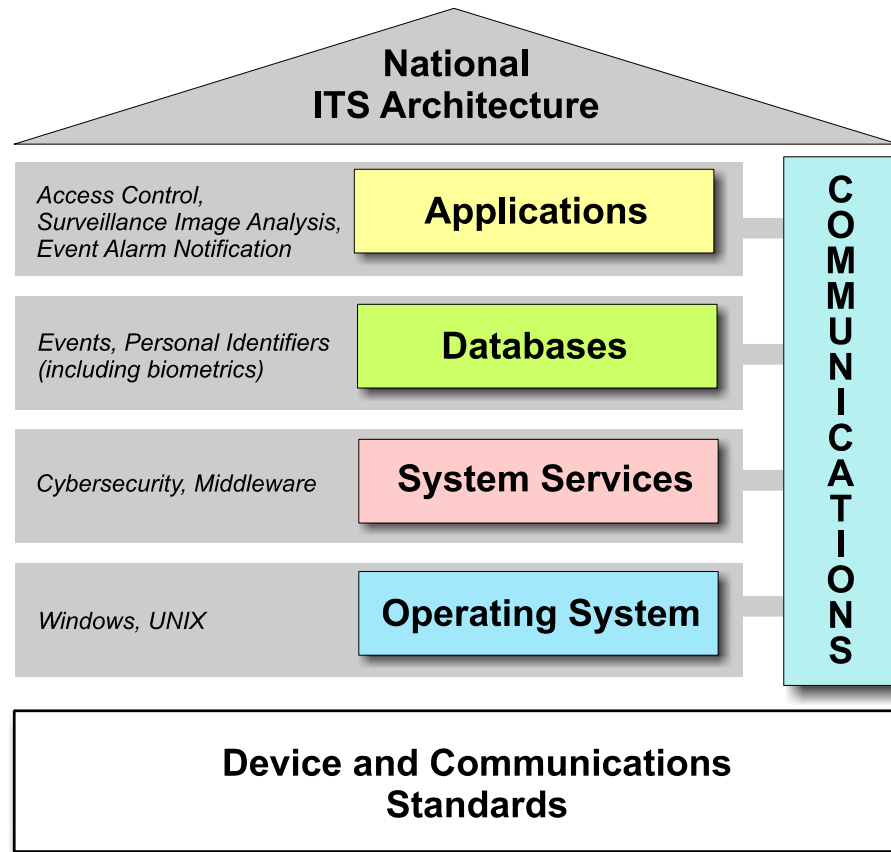 National
ITS Architecture
Access Control,
Surveillance Image Analysis,
Event Alarm Notification
Applications
Events, Personal Identifiers
(including biometrics)
Databases
Cybersecurity, Middleware
System Services
Windows, UNIX
Operating System
COMMUNICATIONS
Device and Communications
Standards